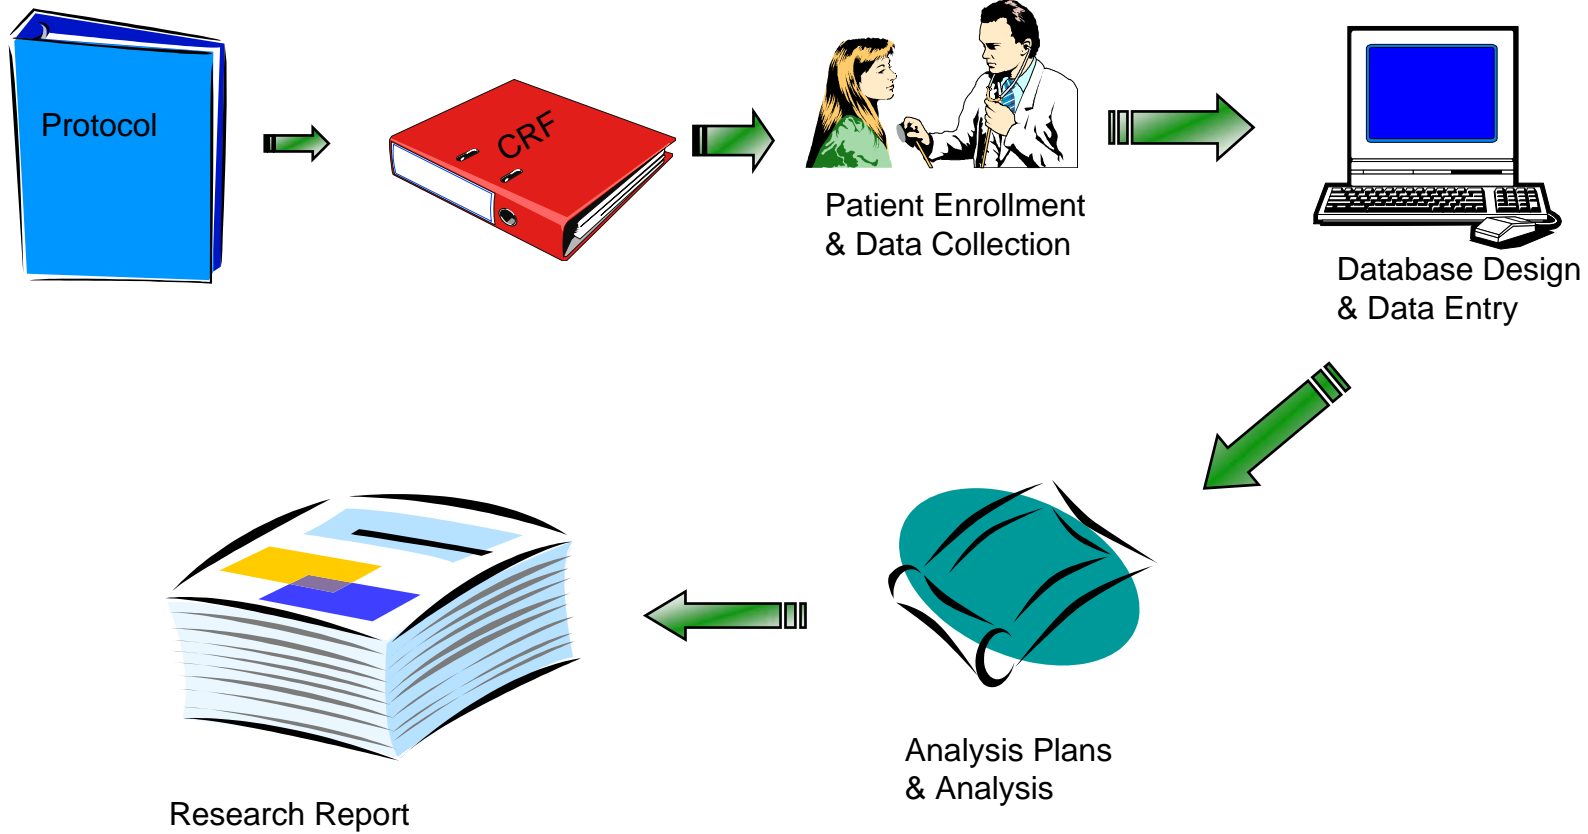 Protocol
CRF
Patient Enrollment
& Data Collection
Database Design
& Data Entry
Analysis Plans
& Analysis
Research Report